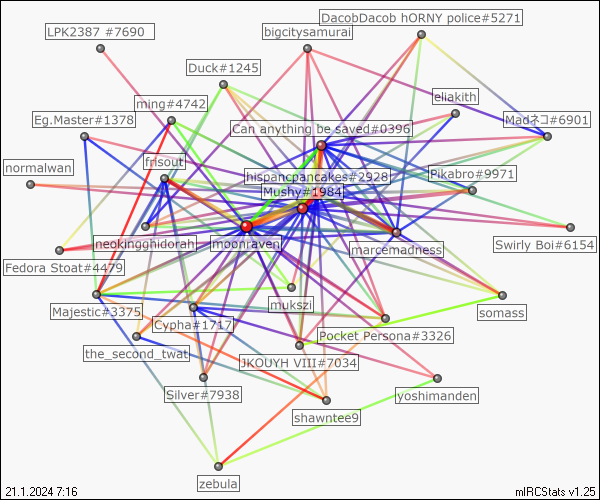 DacobDacob hORNY police#5271
LPK2387 #7690
bigcitysamurai
Duck#1245
eliakith
ming#4742
Eg.Master#1378
Madネコ#6901
Can anything be saved#0396
frisout
normalwan
hispancpancakes#2928
Pikabro#9971
Mushy#1984
neokingghidorah
moonraven
marcemadness
Swirly Boi#6154
Fedora Stoat#4479
mukszi
somass
Majestic#3375
Cypha#1717
Pocket Persona#3326
the_second_twat
JKOUYH VIII#7034
Silver#7938
yoshimanden
shawntee9
zebula
21.1.2024 7:16
mIRCStats v1.25